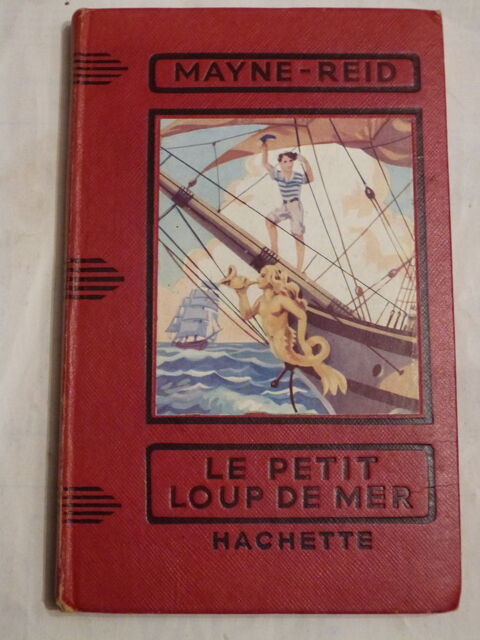 MAYNE-REID
LE PETIT
LOUP DE MER
HACHETTE